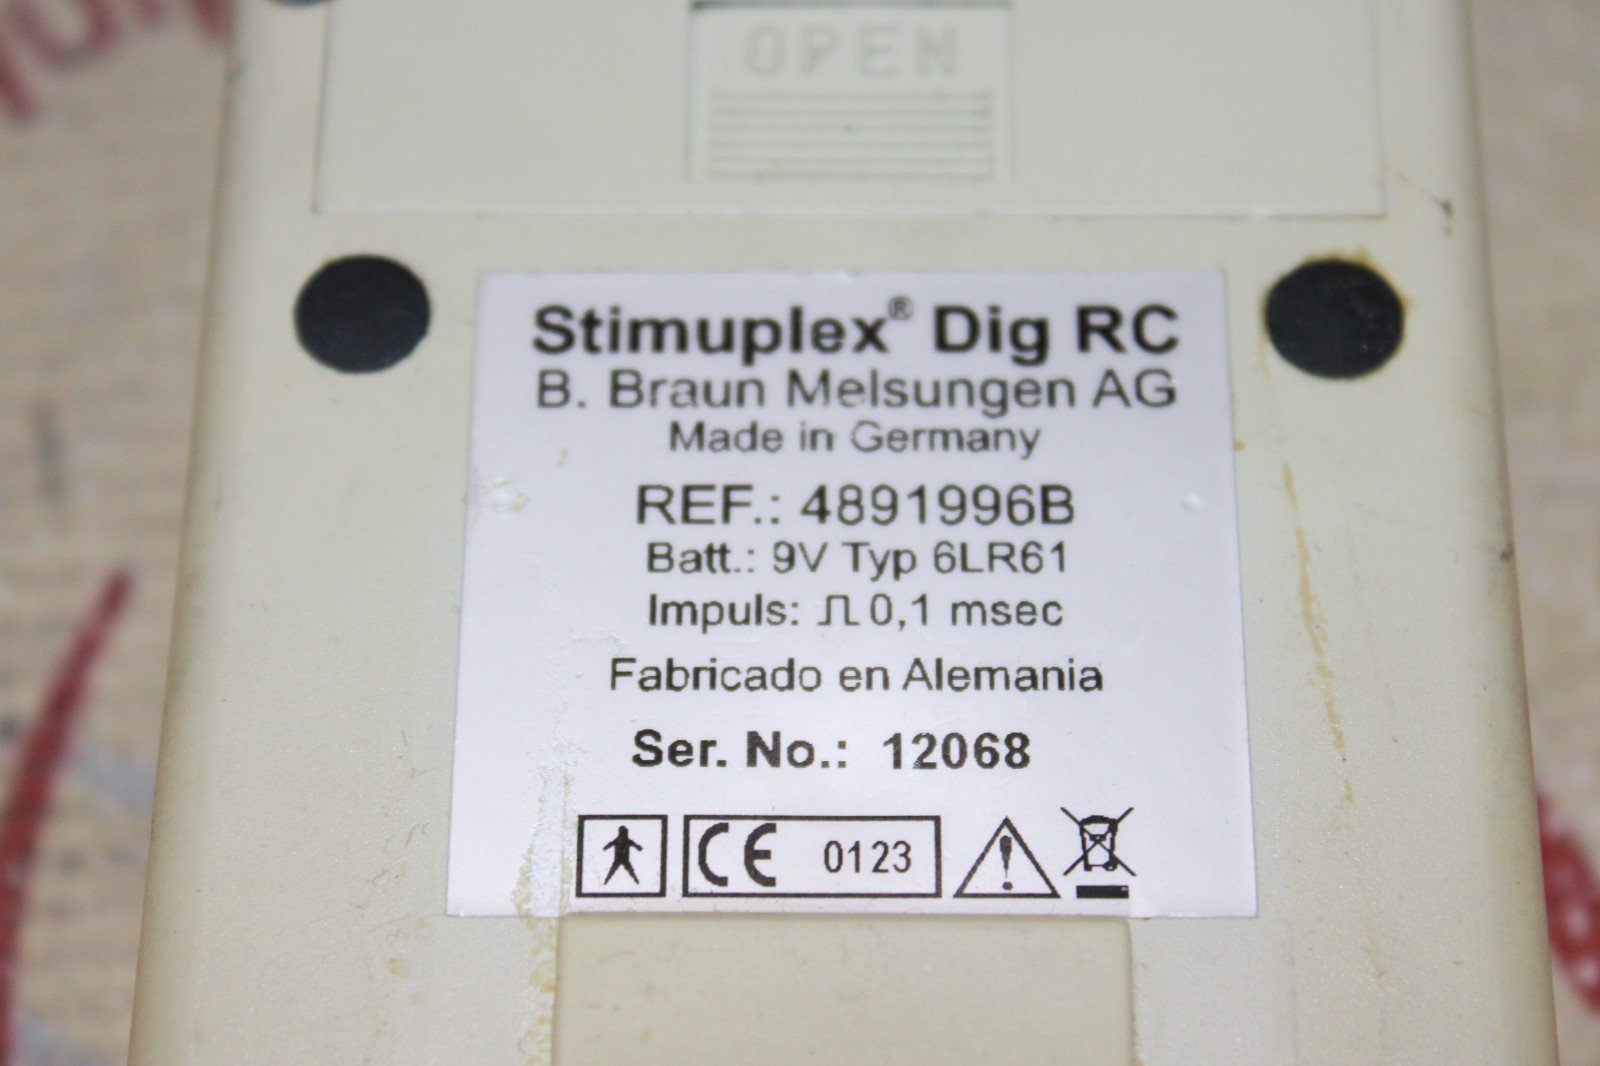 OPEN
Stimuplex® Dig RC
B. Braun Melsungen AG
Made in Germany
REF.: 4891996B
Batt.: 9V Typ 6LR61
Impuls: ⎍ 0,1 msec
Fabricado en Alemania
Ser. No.: 12068
CE 0123